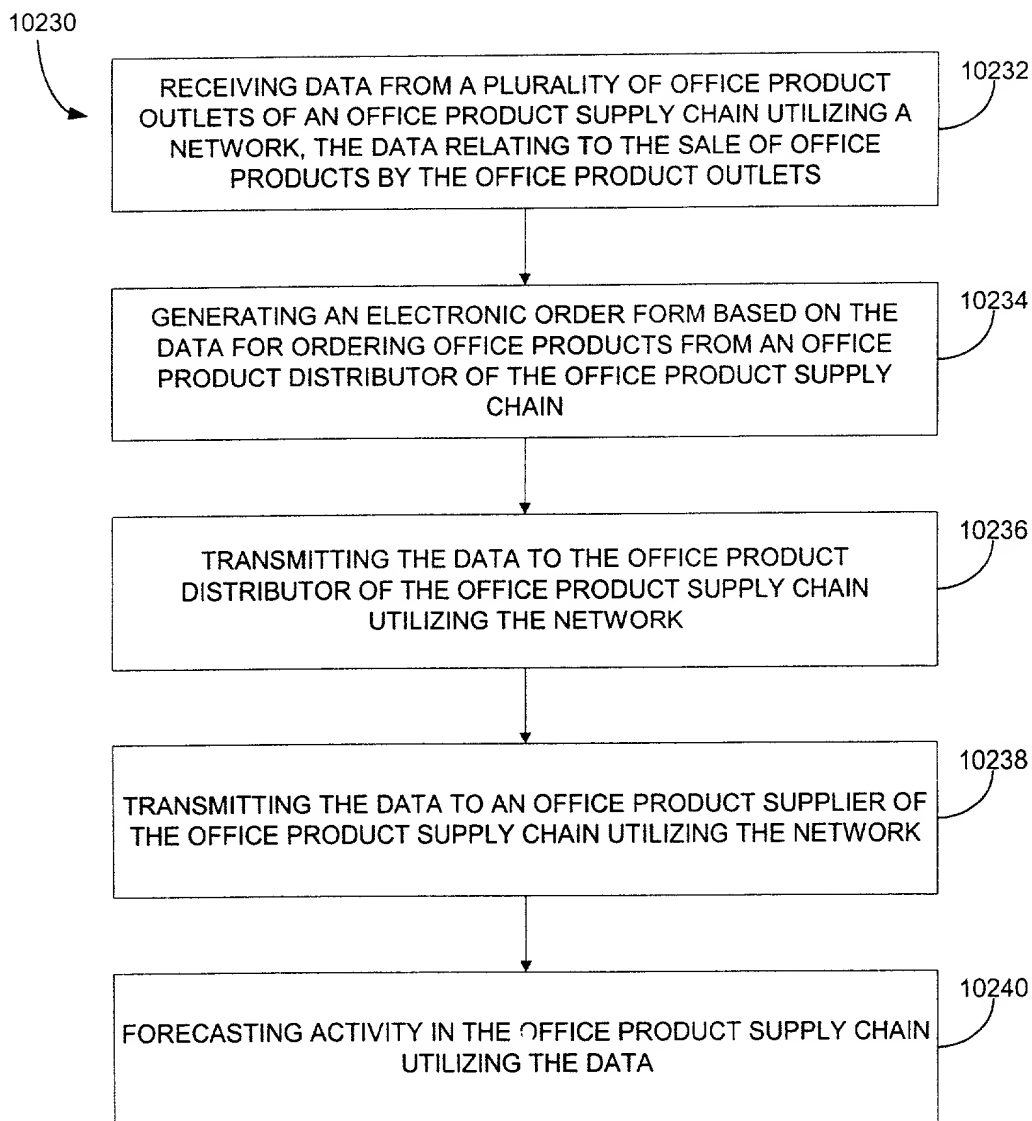 10230
10232
RECEIVING DATA FROM A PLURALITY OF OFFICE PRODUCT
OUTLETS OF AN OFFICE PRODUCT SUPPLY CHAIN UTILIZING A
NETWORK, THE DATA RELATING TO THE SALE OF OFFICE
PRODUCTS BY THE OFFICE PRODUCT OUTLETS
10234
GENERATING AN ELECTRONIC ORDER FORM BASED ON THE
DATA FOR ORDERING OFFICE PRODUCTS FROM AN OFFICE
PRODUCT DISTRIBUTOR OF THE OFFICE PRODUCT SUPPLY
CHAIN
10236
TRANSMITTING THE DATA TO THE OFFICE PRODUCT
DISTRIBUTOR OF THE OFFICE PRODUCT SUPPLY CHAIN
UTILIZING THE NETWORK
10238
TRANSMITTING THE DATA TO AN OFFICE PRODUCT SUPPLIER OF
THE OFFICE PRODUCT SUPPLY CHAIN UTILIZING THE NETWORK
10240
FORECASTING ACTIVITY IN THE OFFICE PRODUCT SUPPLY CHAIN
UTILIZING THE DATA